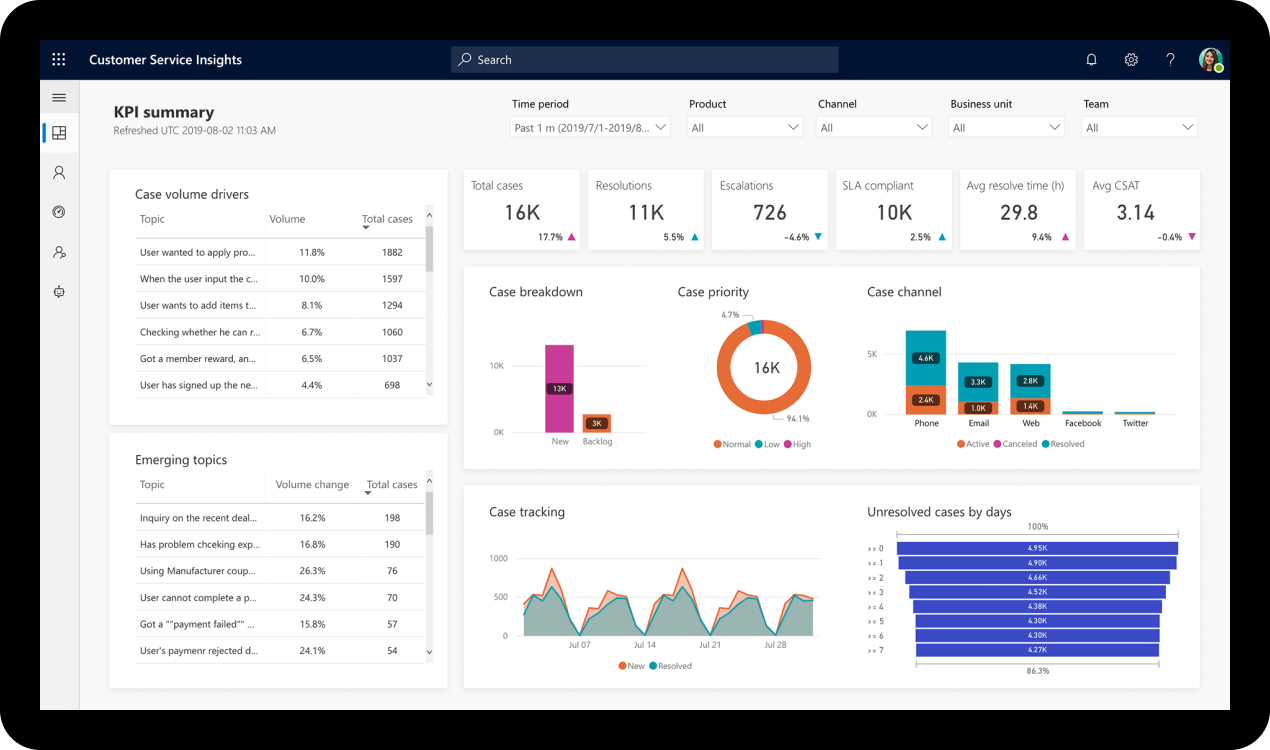 Customer Service Insights
Search
?
KPI summary
Refreshed UTC 2019-08-02 11:03 AM
Time period Product Channel Business unit Team
Past 1 m (2019/7/1-2019/8... All All All All
Case volume drivers
Topic Volume Total cases
User wanted to apply pro... 11.8% 1882
When the user input the c... 10.0% 1597
User wants to add items t... 8.1% 1294
Checking whether he can r... 6.7% 1060
Got a member reward, an... 6.5% 1037
User has signed up the ne... 4.4% 698
Emerging topics
Topic Volume change Total cases
Inquiry on the recent deal... 16.2% 198
Has problem chceking exp... 16.8% 190
Using Manufacturer coup... 26.3% 76
User cannot complete a p... 24.3% 70
Got a ""payment failed"" ... 15.8% 57
User's paymenr rejected d... 24.1% 54
Total cases Resolutions Escalations SLA compliant Avg resolve time (h) Avg CSAT
16K 11K 726 10K 29.8 3.14
17.7% 5.5% -4.6% 2.5% 9.4% -0.4%
Case breakdown
10K
0K
13K
3K
New Backlog
Case priority
4.7%
16K
94.1%
Normal Low High
Case channel
5K
0K
4.6K 3.3K 2.8K
2.4K 1.0K 1.4K
Phone Email Web Facebook Twitter
Active Canceled Resolved
Case tracking
1000
500
0
Jul 07 Jul 14 Jul 21 Jul 28
New Resolved
Unresolved cases by days
100%
>= 0 4.95K
>= 1 4.90K
>= 2 4.66K
>= 3 4.52K
>= 4 4.38K
>= 5 4.30K
>= 6 4.30K
>= 7 4.27K
86.3%